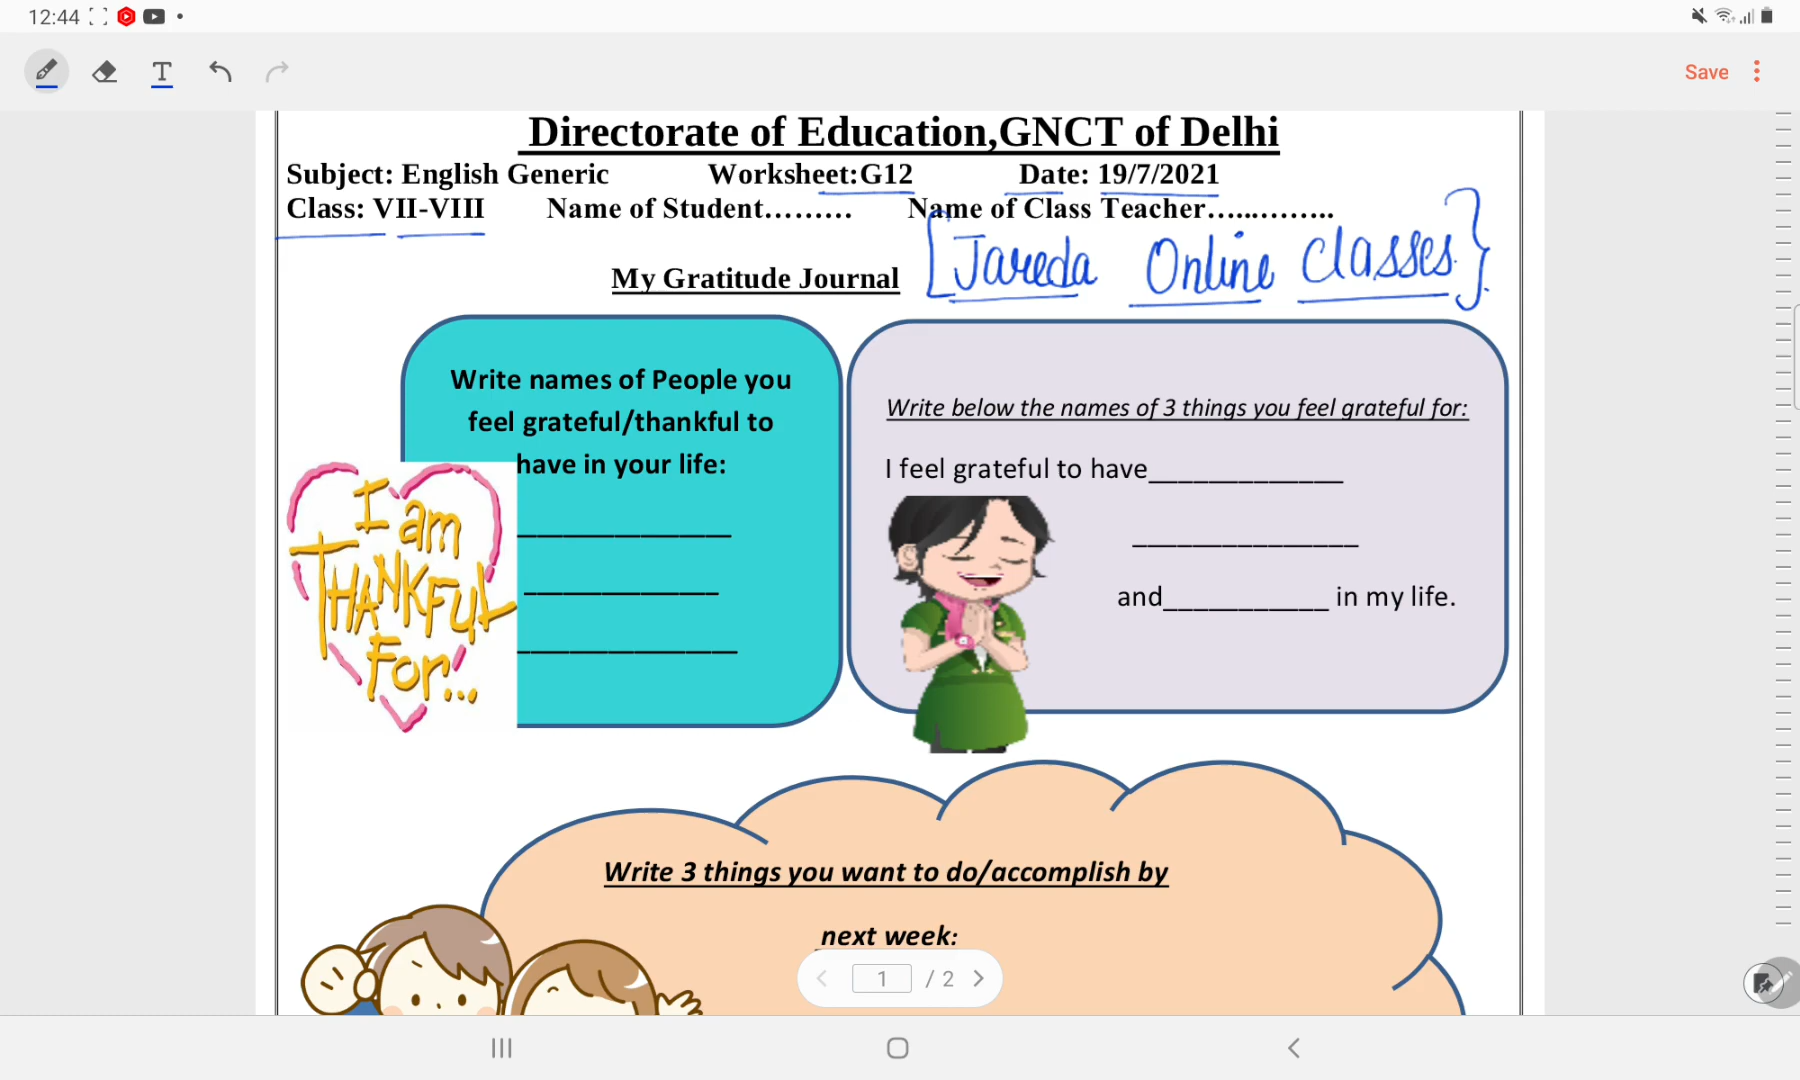 12:44
Save
Directorate of Education,GNCT of Delhi
Subject: English Generic Worksheet:G12 Date: 19/7/2021
Class: VII-VIII Name of Student......... Name of Class Teacher...............
My Gratitude Journal [Jareda Online Classes.}
Write names of People you
feel grateful/thankful to
have in your life:
_______________
_______________
_______________
I am
THANKFUL
For...
Write below the names of 3 things you feel grateful for:
I feel grateful to have_____________
_______________
and___________ in my life.
Write 3 things you want to do/accomplish by
next week:
1 / 2